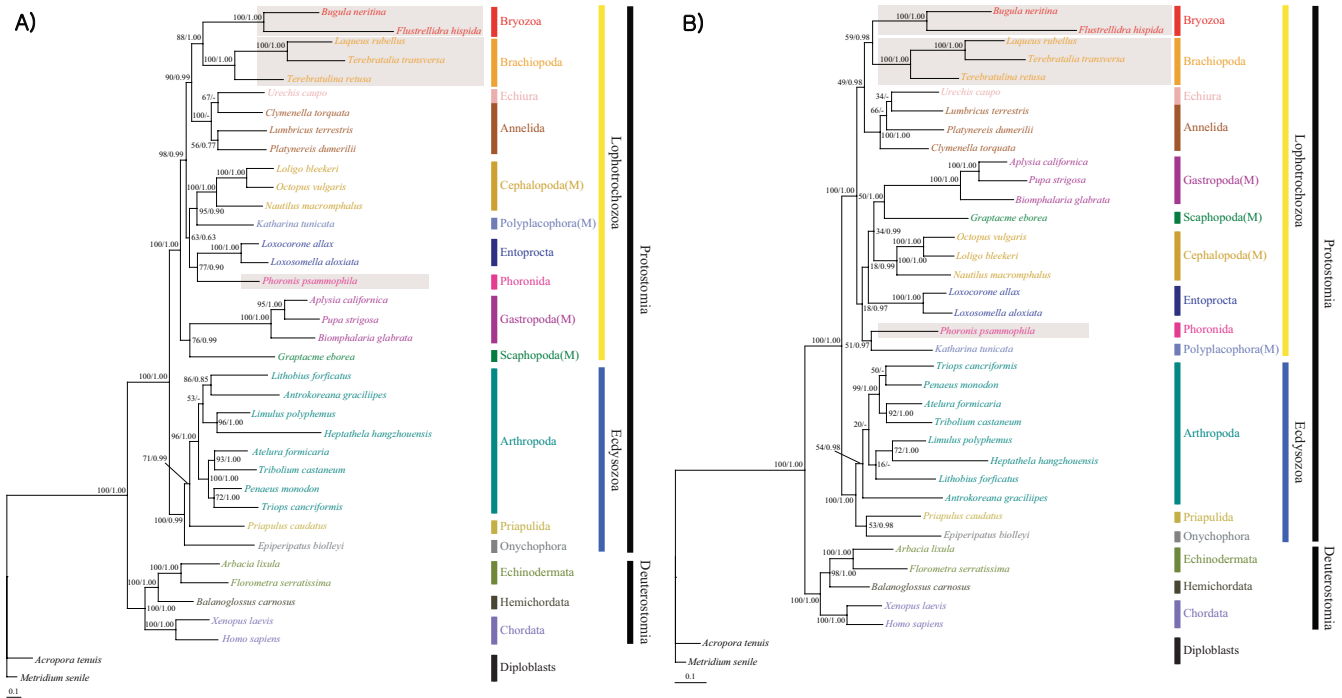 A)
100/1.00
Bugula neritina
Flustrellidra hispida
Bryozoa
88/1.00
100/1.00
Laqueus rubellus
Terebratalia transversa
100/1.00
Terebratulina retusa
Brachiopoda
90/0.99
67/-
Urechis caupo
Echiura
Clymenella torquata
100/-
Lumbricus terrestris
Annelida
56/0.77
Platynereis dumerilii
98/0.99
100/1.00
Loligo bleekeri
100/1.00
Octopus vulgaris
Cephalopoda(M)
Nautilus macromphalus
95/0.90
Katharina tunicata
Polyplacophora(M)
63/0.63
100/1.00
Loxocorone allax
Entoprocta
Loxosomella aloxiata
77/0.90
Phoronis psammophila
Phoronida
100/1.00
95/1.00
Aplysia californica
100/1.00
Pupa strigosa
Gastropoda(M)
Biomphalaria glabrata
76/0.99
Graptacme eborea
Scaphopoda(M)
Lophotrochozoa
Protostomia
100/1.00
86/0.85
Lithobius forficatus
53/-
Antrokoreana graciliipes
Limulus polyphemus
96/1.00
Heptathela hangzhouensis
96/1.00
Atelura formicaria
Arthropoda
93/1.00
71/0.99
Tribolium castaneum
100/1.00
Penaeus monodon
72/1.00
Triops cancriformis
100/1.00
100/0.99
Priapulus caudatus
Priapulida
Epiperipatus biolleyi
Onychophora
Ecdysozoa
100/1.00
Arbacia lixula
100/1.00
Florometra serratissima
Echinodermata
Balanoglossus carnosus
Hemichordata
100/1.00
Xenopus laevis
100/1.00
Homo sapiens
Chordata
Deuterostomia
Acropora tenuis
Metridium senile
Diploblasts
0.1
B)
100/1.00
Bugula neritina
Flustrellidra hispida
Bryozoa
59/0.98
100/1.00
Laqueus rubellus
Terebratalia transversa
100/1.00
Terebratulina retusa
Brachiopoda
49/0.98
34/-
Urechis caupo
Echiura
66/-
Lumbricus terrestris
Platynereis dumerilii
Annelida
100/1.00
Clymenella torquata
100/1.00
Aplysia californica
100/1.00
Pupa strigosa
Gastropoda(M)
50/1.00
Biomphalaria glabrata
Graptacme eborea
Scaphopoda(M)
34/0.99
100/1.00
Octopus vulgaris
100/1.00
Loligo bleekeri
Cephalopoda(M)
18/0.99
Nautilus macromphalus
100/1.00
Loxocorone allax
Entoprocta
18/0.97
Loxosomella aloxiata
Phoronis psammophila
Phoronida
51/0.97
Katharina tunicata
Polyplacophora(M)
100/1.00
Lophotrochozoa
Protostomia
100/1.00
50/-
Triops cancriformis
99/1.00
Penaeus monodon
Atelura formicaria
92/1.00
Tribolium castaneum
20/-
Limulus polyphemus
Arthropoda
54/0.98
72/1.00
Heptathela hangzhouensis
16/-
Lithobius forficatus
100/1.00
Antrokoreana graciliipes
100/1.00
Priapulus caudatus
Priapulida
53/0.98
Epiperipatus biolleyi
Onychophora
Ecdysozoa
100/1.00
Arbacia lixula
Florometra serratissima
Echinodermata
98/1.00
Balanoglossus carnosus
Hemichordata
100/1.00
Xenopus laevis
100/1.00
Homo sapiens
Chordata
Deuterostomia
Acropora tenuis
Metridium senile
Diploblasts
0.1